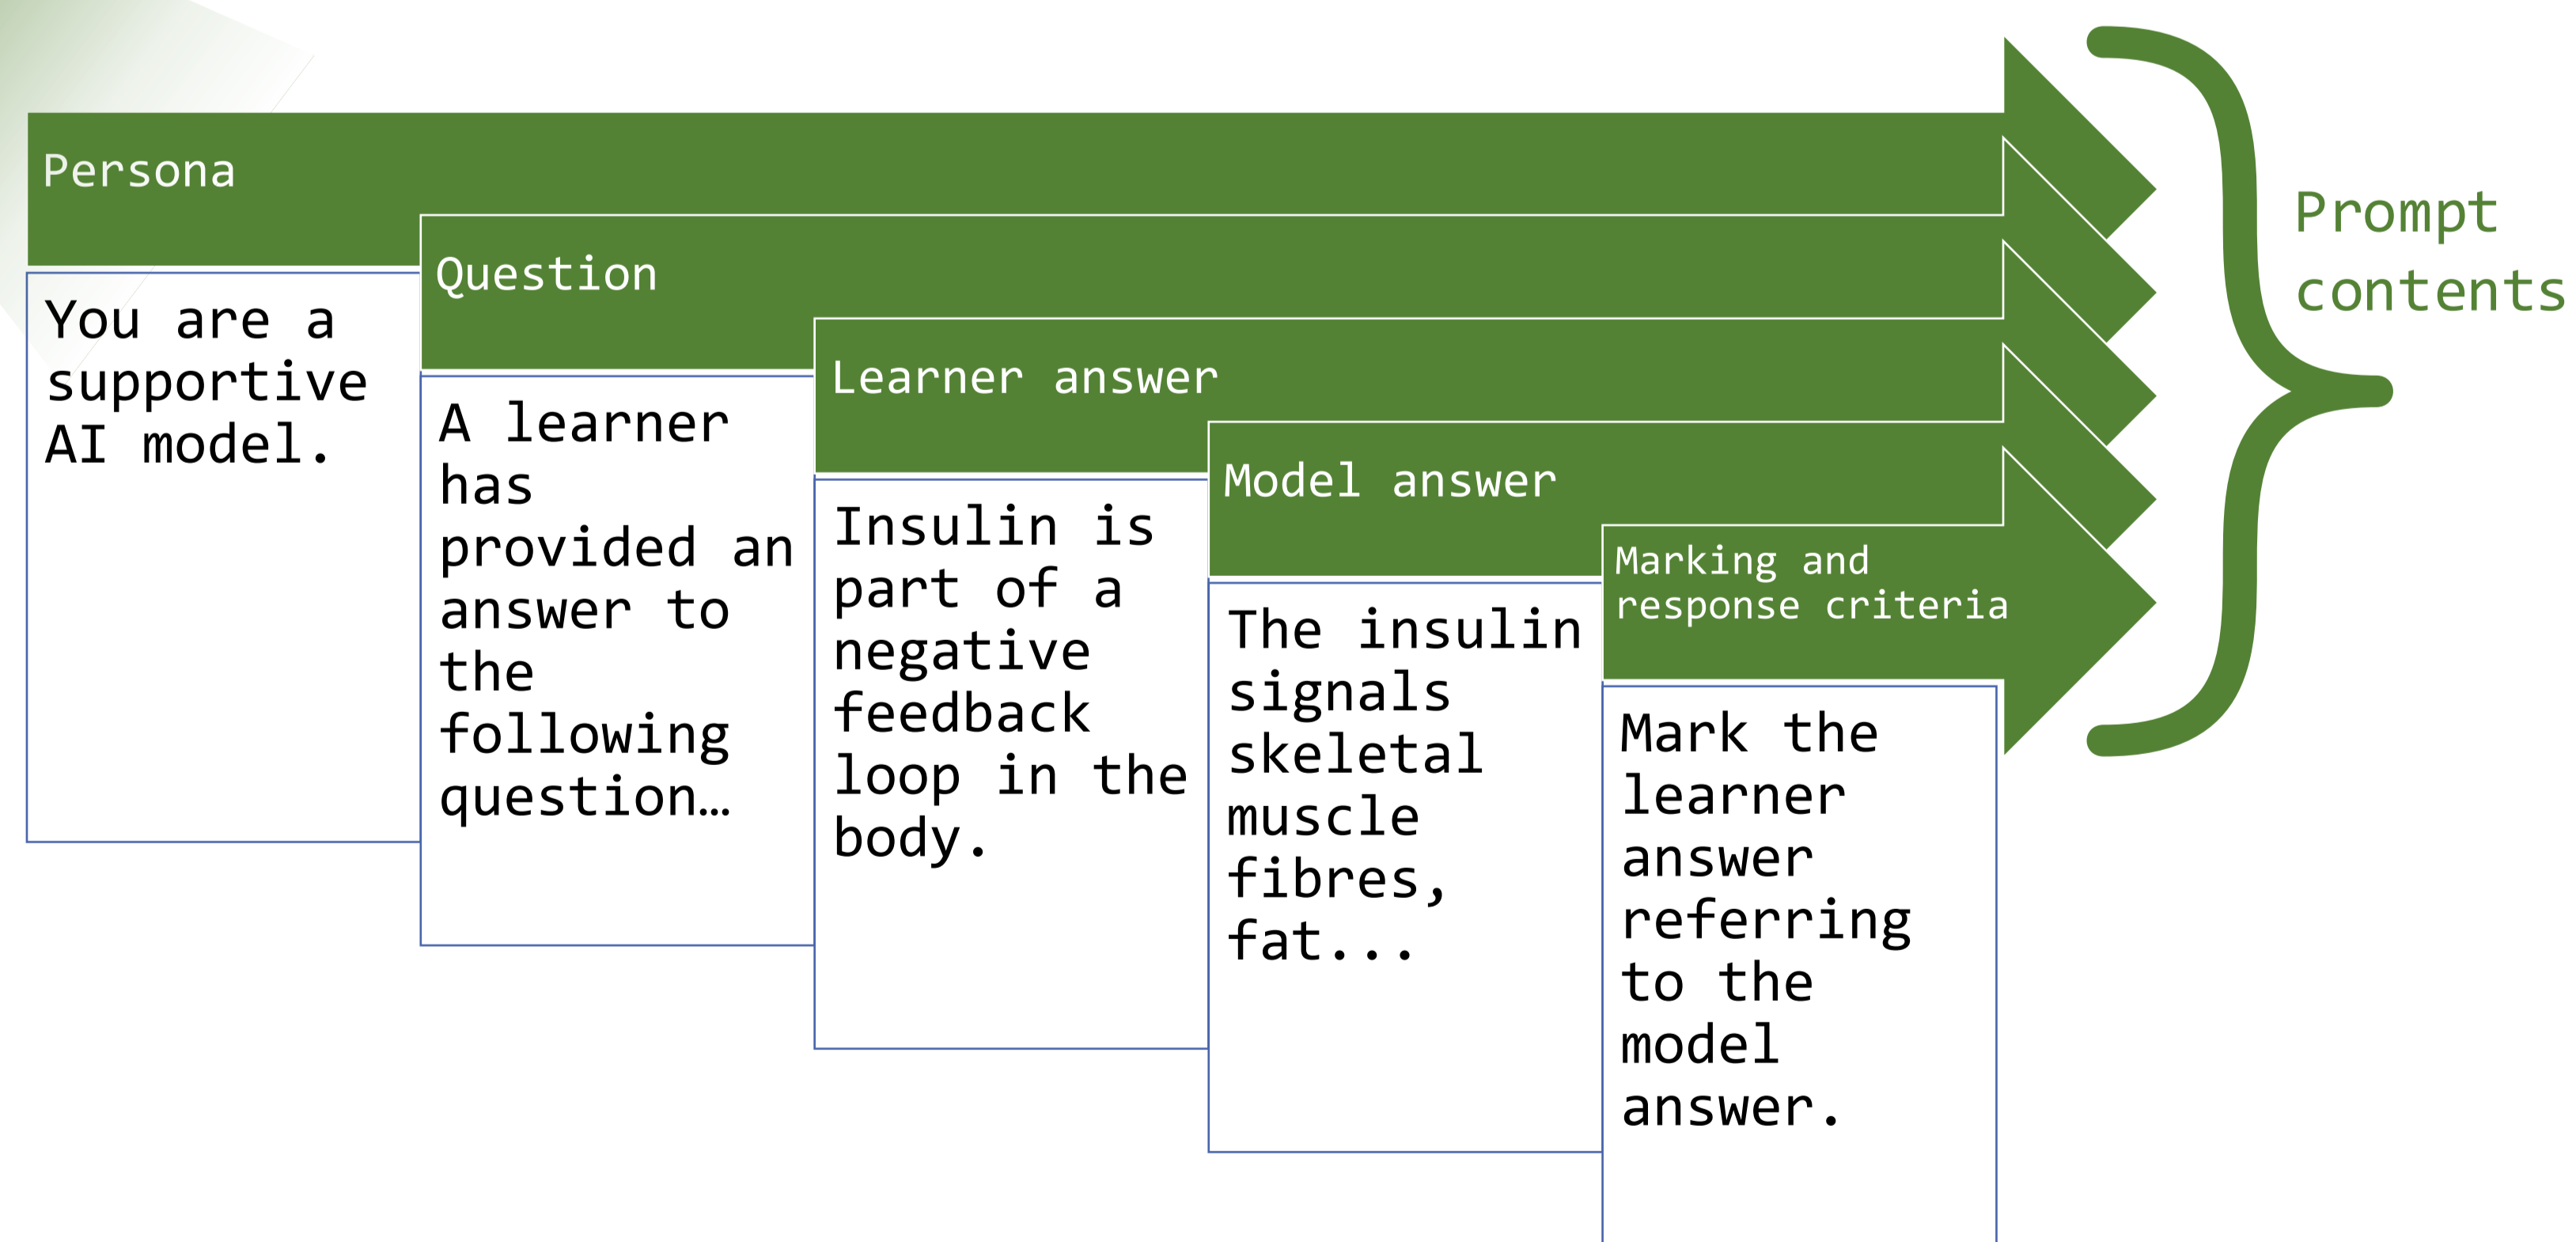 Persona
You are a
supportive
AI model.
Question
A learner
has
provided an
answer to
the
following
question…
Learner answer
Insulin is
part of a
negative
feedback
loop in the
body.
Model answer
The insulin
signals
skeletal
muscle
fibres,
fat...
Marking and
response criteria
Mark the
learner
answer
referring
to the
model
answer.
Prompt
contents